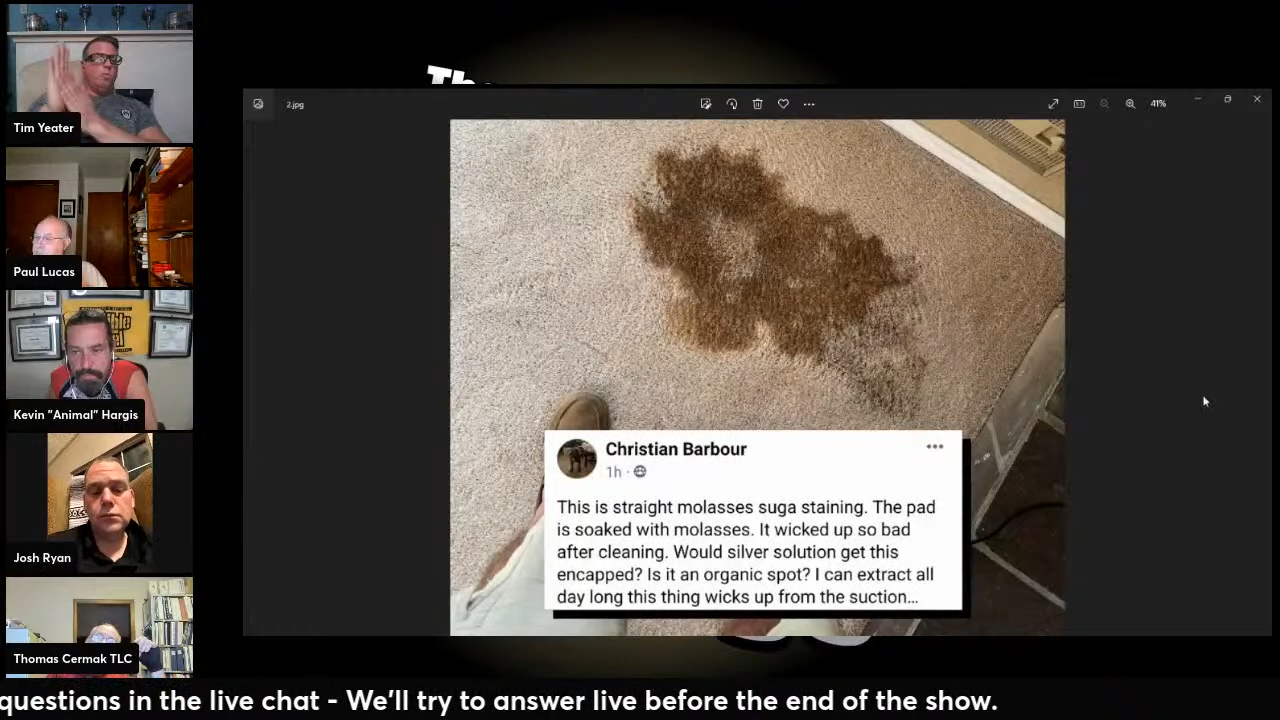 Tim Yeater
Paul Lucas
Kevin "Animal" Hargis
Josh Ryan
Thomas Cermak TLC
The
2.jpg
41%
Christian Barbour
1h
This is straight molasses suga staining. The pad
is soaked with molasses. It wicked up so bad
after cleaning. Would silver solution get this
encapped? Is it an organic spot? I can extract all
day long this thing wicks up from the suction...
questions in the live chat - We'll try to answer live before the end of the show.